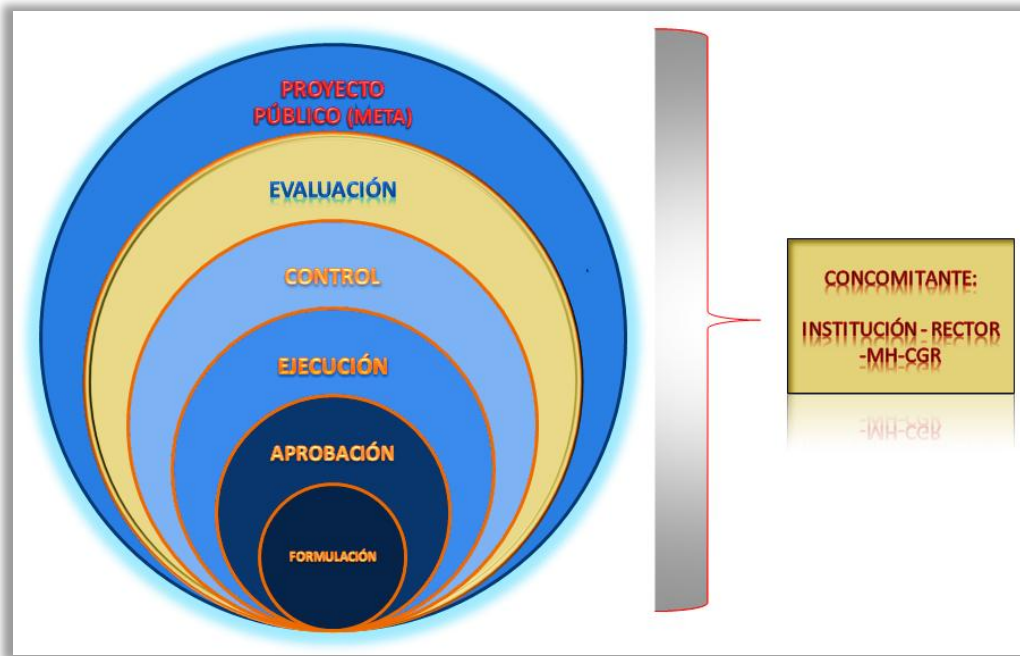 PROYECTO
PÚBLICO (META)
EVALUACIÓN
CONTROL
EJECUCIÓN
APROBACIÓN
FORMULACIÓN
CONCOMITANTE:
INSTITUCIÓN - RECTOR
-MH-CGR